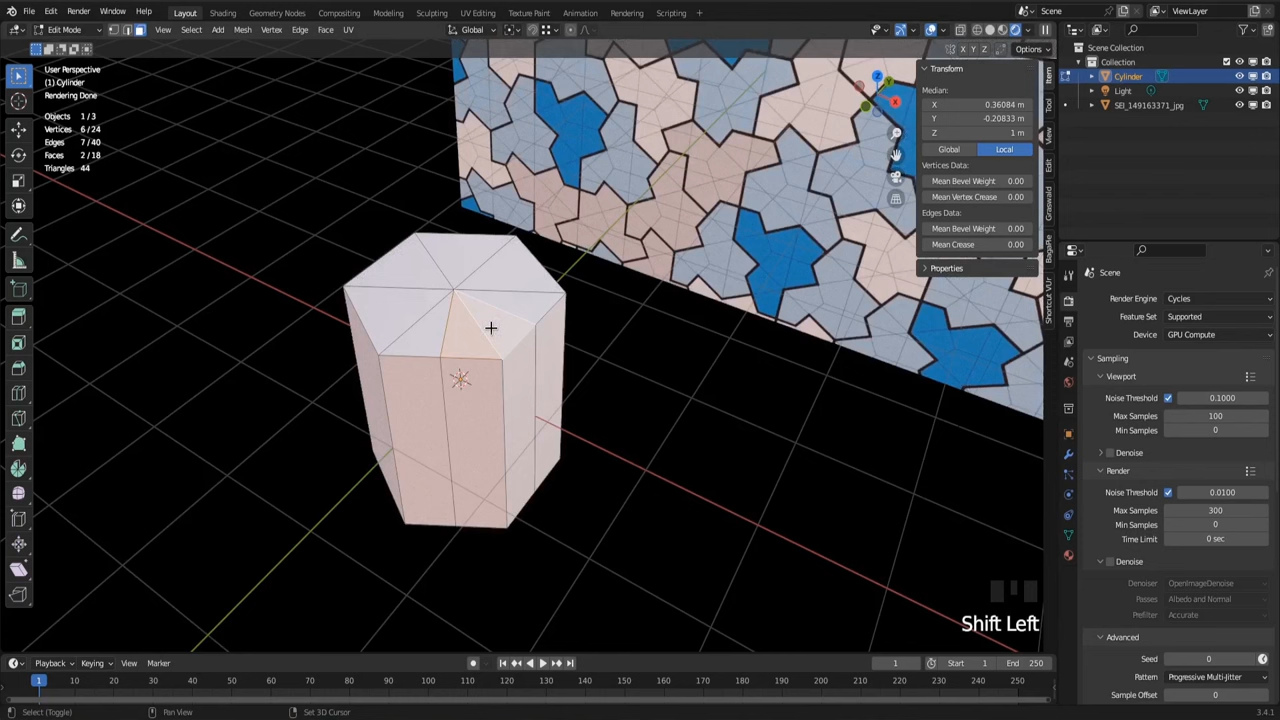 File Edit Render Window Help Layout Shading Geometry Nodes Compositing Modeling Sculpting UV Editing Texture Paint Animation Rendering Scripting Scene ViewLayer
Edit Mode View Select Add Mesh Vertex Edge Face UV Global
X Y Z Options
User Perspective
(1) Cylinder
Rendering Done
Objects 1/3
Vertices 6/24
Edges 7/40
Faces 2/18
Triangles 44
Z
Y
X
Transform
Median:
X 0.36084 m
Y -0.20833 m
Z 1 m
Global Local
Vertices Data:
Mean Bevel Weight 0.00
Mean Vertex Crease 0.00
Edges Data:
Mean Bevel Weight 0.00
Mean Crease 0.00
Properties
Item
Tool
View
Edit
Graswald
BagaPie
Shortcut VUr
Scene Collection
Collection
Cylinder
Light
SEI_149163371_jpg
Scene
Render Engine Cycles
Feature Set Supported
Device GPU Compute
Sampling
Viewport
Noise Threshold 0.1000
Max Samples 100
Min Samples 0
Denoise
Render
Noise Threshold 0.0100
Max Samples 300
Min Samples 0
Time Limit 0 sec
Denoise
Denoiser OpenImageDenoise
Passes Albedo and Normal
Prefilter Accurate
Advanced
Seed 0
Pattern Progressive Multi-Jitter
Sample Offset 0
Shift Left
Playback Keying View Marker 1 Start 1 End 250
1 10 20 30 40 50 60 70 80 90 100 110 120 130 140 150 160 170 180 190 200 210 220 230 240 250
Select (Toggle) Pan View Set 3D Cursor 3.4.1